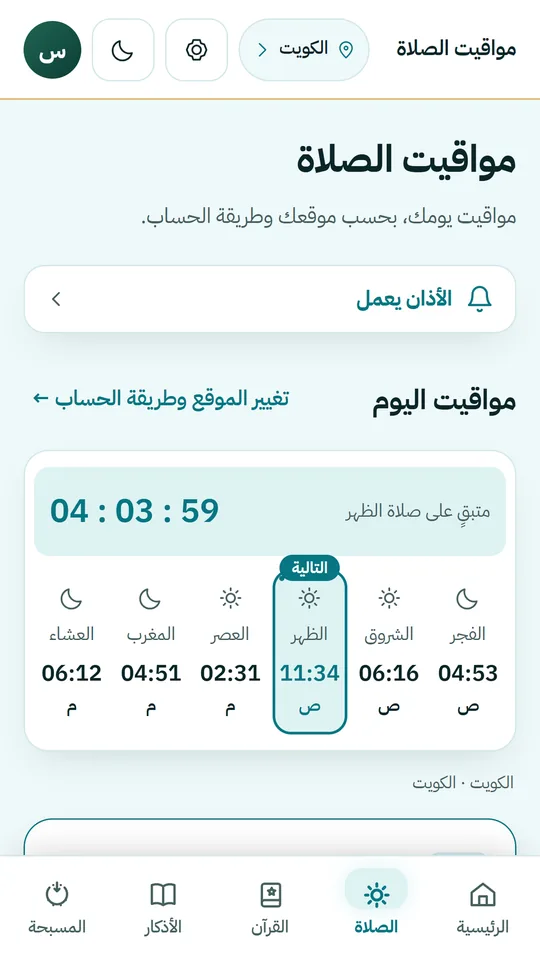 مواقيت الصلاة
الكويت
س
مواقيت الصلاة
مواقيت يومك، بحسب موقعك وطريقة الحساب.
الأذان يعمل
مواقيت اليوم
تغيير الموقع وطريقة الحساب ←
متبقٍ على صلاة الظهر
04 : 03 : 59
التالية
الفجر الشروق الظهر العصر المغرب العشاء
04:53 06:16 11:34 02:31 04:51 06:12
ص ص ص م م م
الكويت · الكويت
الرئيسية الصلاة القرآن الأذكار المسبحة